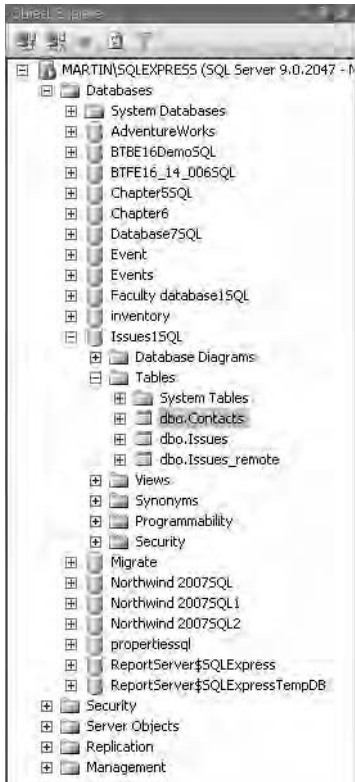 Object Explorer
MARTIN\SQLEXPRESS (SQL Server 9.0.2047 - M
Databases
System Databases
AdventureWorks
BTBE16DemoSQL
BTFE16_14_006SQL
Chapter5SQL
Chapter6
Database7SQL
Event
Events
Faculty database1SQL
inventory
Issues1SQL
Database Diagrams
Tables
System Tables
dbo.Contacts
dbo.Issues
dbo.Issues_remote
Views
Synonyms
Programmability
Security
Migrate
Northwind 2007SQL
Northwind 2007SQL1
Northwind 2007SQL2
propertiessql
ReportServer$SQLExpress
ReportServer$SQLExpressTempDB
Security
Server Objects
Replication
Management